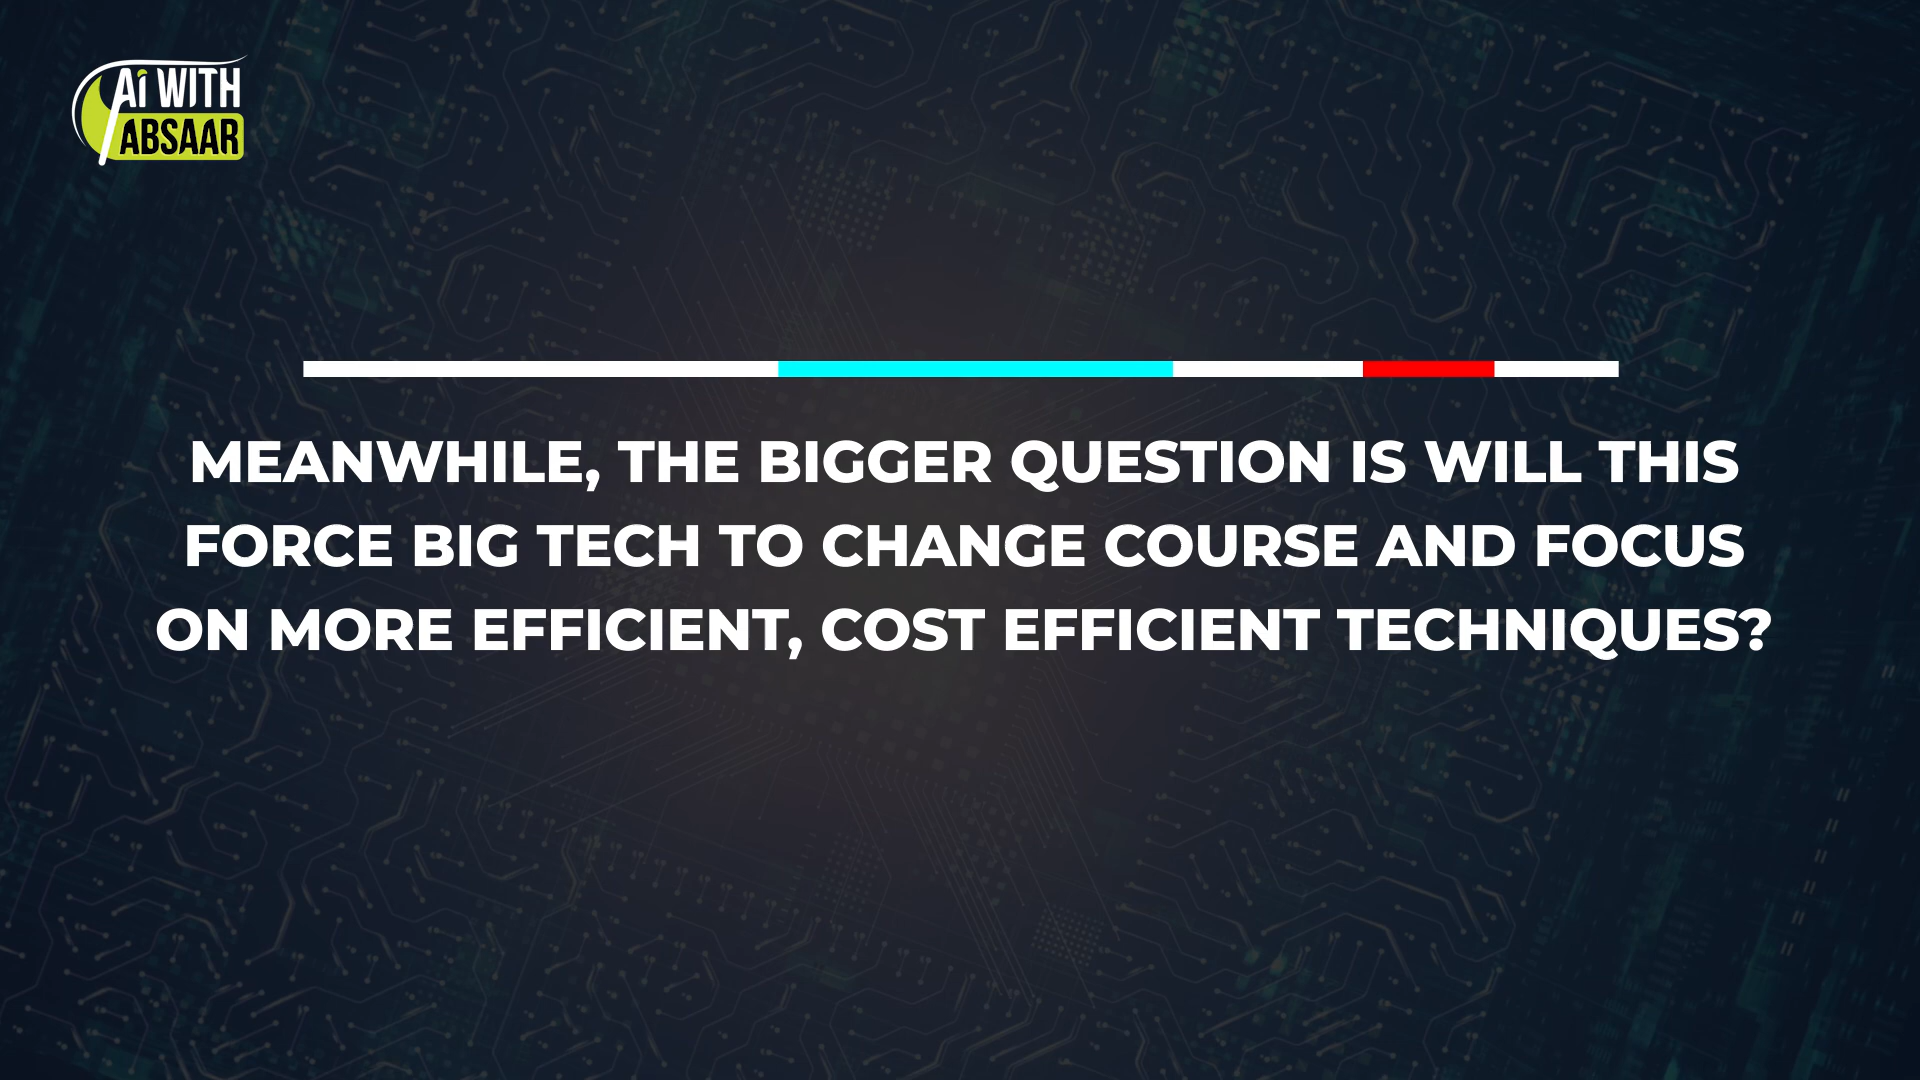 Ai WITH
ABSAAR
MEANWHILE, THE BIGGER QUESTION IS WILL THIS
FORCE BIG TECH TO CHANGE COURSE AND FOCUS
ON MORE EFFICIENT, COST EFFICIENT TECHNIQUES?